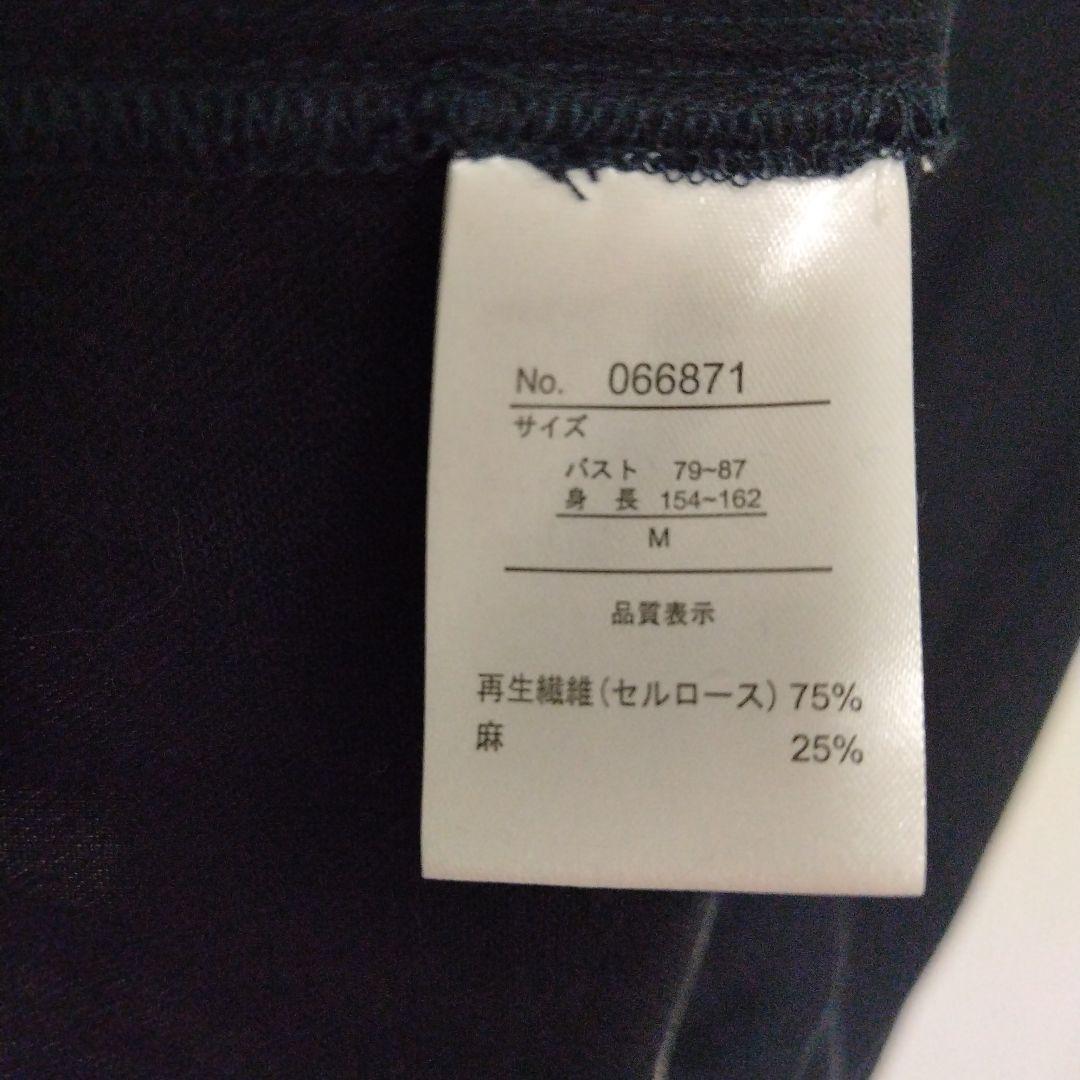 No. 066871
サイズ
バスト 79~87
身 長 154~162
M
品質表示
再生繊維(セルロース) 75%
麻 25%